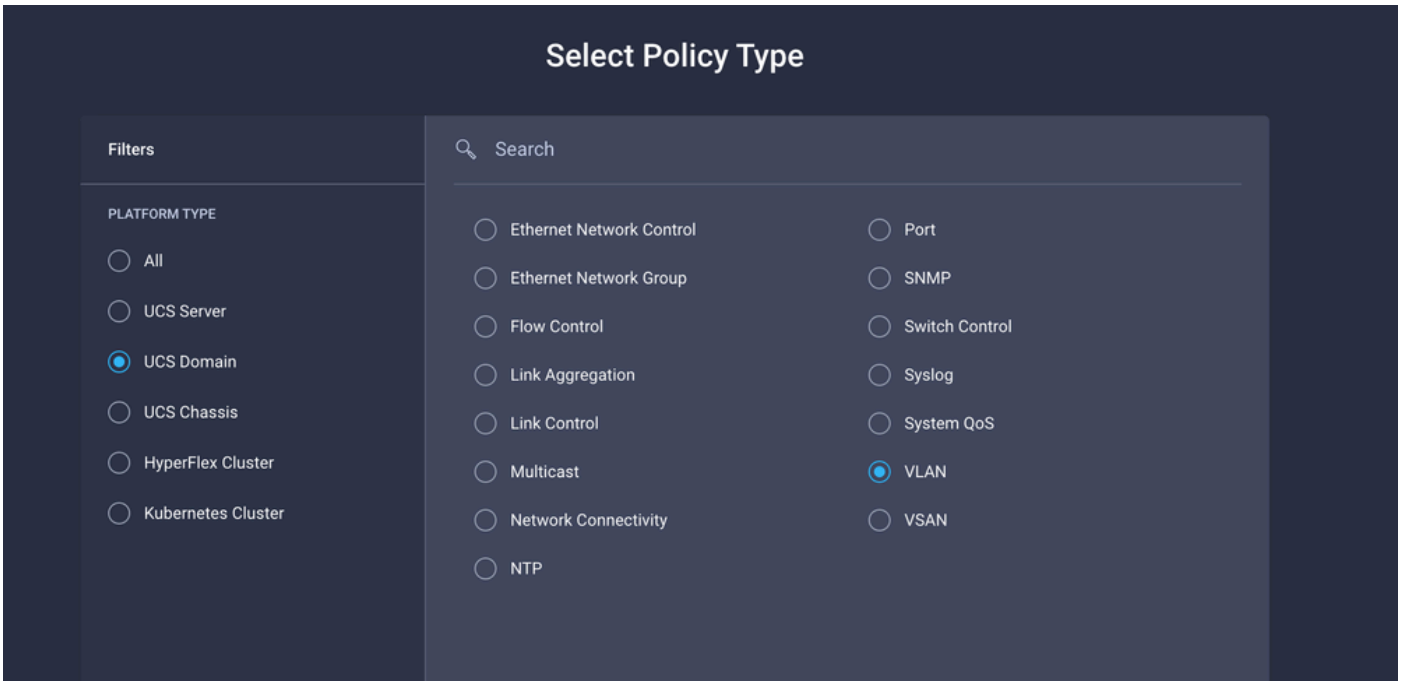 Select Policy Type
Filters
Search
PLATFORM TYPE
All
UCS Server
UCS Domain
UCS Chassis
HyperFlex Cluster
Kubernetes Cluster
Ethernet Network Control
Ethernet Network Group
Flow Control
Link Aggregation
Link Control
Multicast
Network Connectivity
NTP
Port
SNMP
Switch Control
Syslog
System QoS
VLAN
VSAN